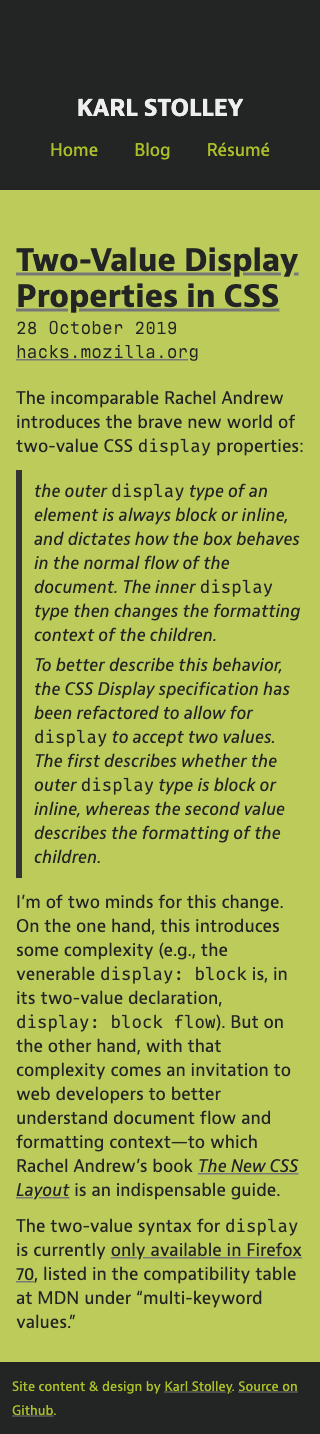 KARL STOLLEY
Home Blog Résumé
Two-Value Display
Properties in CSS
28 October 2019
hacks.mozilla.org
The incomparable Rachel Andrew
introduces the brave new world of
two-value CSS display properties:
the outer display type of an
element is always block or inline,
and dictates how the box behaves
in the normal flow of the
document. The inner display
type then changes the formatting
context of the children.
To better describe this behavior,
the CSS Display specification has
been refactored to allow for
display to accept two values.
The first describes whether the
outer display type is block or
inline, whereas the second value
describes the formatting of the
children.
I’m of two minds for this change.
On the one hand, this introduces
some complexity (e.g., the
venerable display: block is, in
its two-value declaration,
display: block flow). But on
the other hand, with that
complexity comes an invitation to
web developers to better
understand document flow and
formatting context—to which
Rachel Andrew’s book The New CSS
Layout is an indispensable guide.
The two-value syntax for display
is currently only available in Firefox
70, listed in the compatibility table
at MDN under “multi-keyword
values.”
Site content & design by Karl Stolley. Source on
Github.